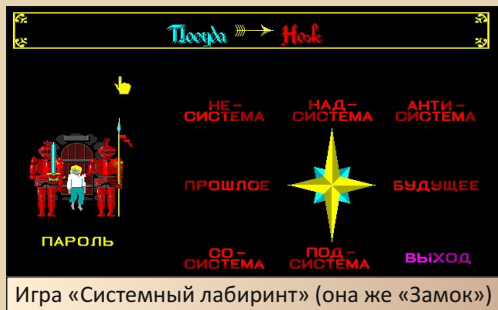 Посуда Нож
НЕ-
СИСТЕМА
НАД-
СИСТЕМА
АНТИ-
СИСТЕМА
ПРОШЛОЕ
БУДУЩЕЕ
ПАРОЛЬ
СО-
СИСТЕМА
ПОД-
СИСТЕМА
ВЫХОД
Игра «Системный лабиринт» (она же «Замок»)